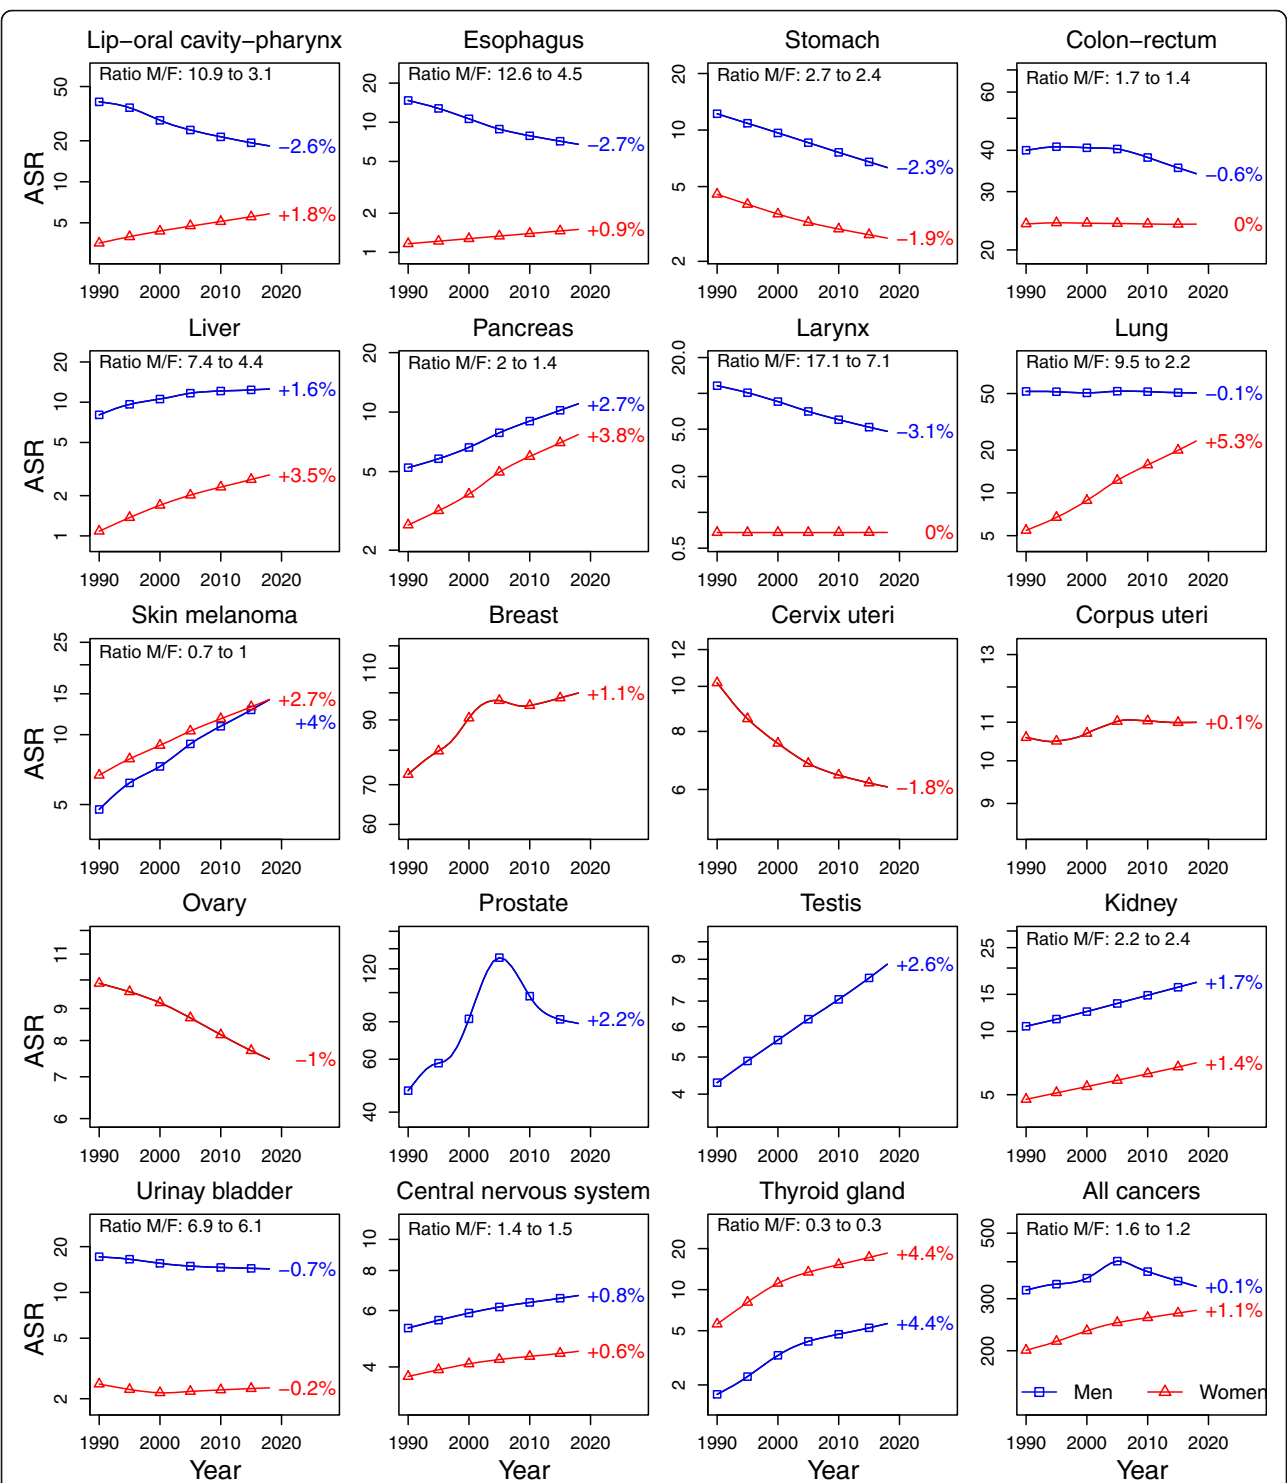 Lip–oral cavity–pharynx
Ratio M/F: 10.9 to 3.1
ASR
50
20
10
5
−2.6%
+1.8%
1990 2000 2010 2020
Esophagus
Ratio M/F: 12.6 to 4.5
20
10
5
2
1
−2.7%
+0.9%
1990 2000 2010 2020
Stomach
Ratio M/F: 2.7 to 2.4
20
10
5
2
−2.3%
−1.9%
1990 2000 2010 2020
Colon–rectum
Ratio M/F: 1.7 to 1.4
60
40
30
20
−0.6%
0%
1990 2000 2010 2020
Liver
Ratio M/F: 7.4 to 4.4
ASR
20
10
5
2
1
+1.6%
+3.5%
1990 2000 2010 2020
Pancreas
Ratio M/F: 2 to 1.4
20
10
5
2
+2.7%
+3.8%
1990 2000 2010 2020
Larynx
Ratio M/F: 17.1 to 7.1
20.0
5.0
2.0
0.5
−3.1%
0%
1990 2000 2010 2020
Lung
Ratio M/F: 9.5 to 2.2
50
20
10
5
−0.1%
+5.3%
1990 2000 2010 2020
Skin melanoma
Ratio M/F: 0.7 to 1
ASR
25
15
10
5
+2.7%
+4%
1990 2000 2010 2020
Breast
110
90
70
60
+1.1%
1990 2000 2010 2020
Cervix uteri
12
10
8
6
−1.8%
1990 2000 2010 2020
Corpus uteri
13
11
10
9
+0.1%
1990 2000 2010 2020
Ovary
ASR
11
9
8
7
6
−1%
1990 2000 2010 2020
Prostate
120
80
60
40
+2.2%
1990 2000 2010 2020
Testis
9
7
6
5
4
+2.6%
1990 2000 2010 2020
Kidney
Ratio M/F: 2.2 to 2.4
25
15
10
5
+1.7%
+1.4%
1990 2000 2010 2020
Urinay bladder
Ratio M/F: 6.9 to 6.1
ASR
20
10
5
2
−0.7%
−0.2%
1990 2000 2010 2020
Year
Central nervous system
Ratio M/F: 1.4 to 1.5
10
8
6
4
+0.8%
+0.6%
1990 2000 2010 2020
Year
Thyroid gland
Ratio M/F: 0.3 to 0.3
20
10
5
2
+4.4%
+4.4%
1990 2000 2010 2020
Year
All cancers
Ratio M/F: 1.6 to 1.2
500
300
200
+0.1%
+1.1%
Men Women
1990 2000 2010 2020
Year